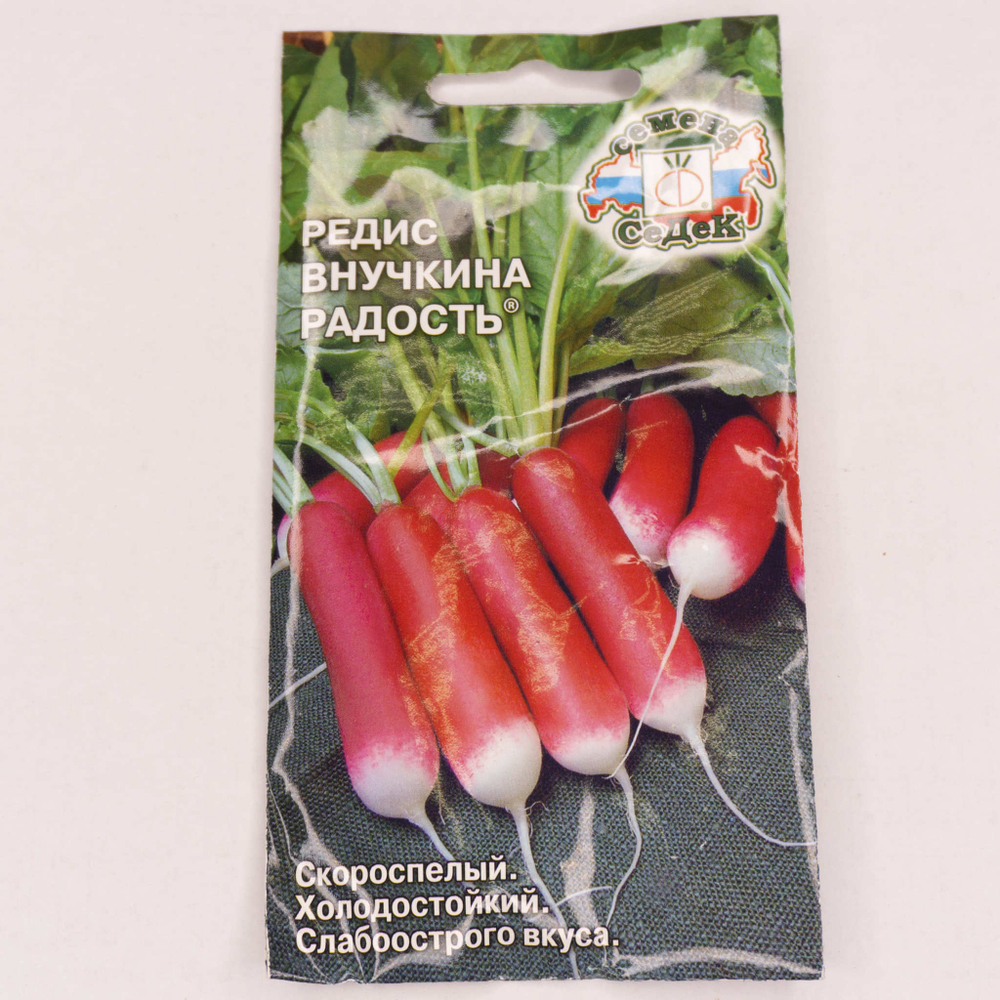 семена
СеДеК
РЕДИС
ВНУЧКИНА
РАДОСТЬ®
Скороспелый.
Холодостойкий.
Слабоострого вкуса.